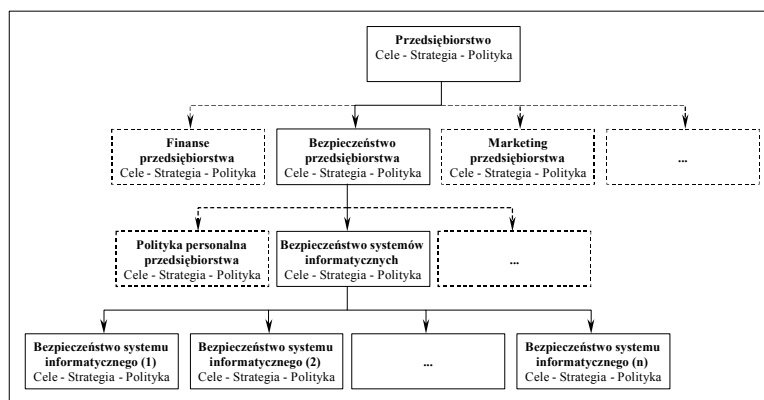 Przedsiębiorstwo
Cele - Strategia - Polityka
Finanse
przedsiębiorstwa
Cele - Strategia - Polityka
Bezpieczeństwo
przedsiębiorstwa
Cele - Strategia - Polityka
Marketing
przedsiębiorstwa
Cele - Strategia - Polityka
...
Polityka personalna
przedsiębiorstwa
Cele - Strategia - Polityka
Bezpieczeństwo systemów
informatycznych
Cele - Strategia - Polityka
...
Bezpieczeństwo systemu
informatycznego (1)
Cele - Strategia - Polityka
Bezpieczeństwo systemu
informatycznego (2)
Cele - Strategia - Polityka
...
Bezpieczeństwo systemu
informatycznego (n)
Cele - Strategia - Polityka